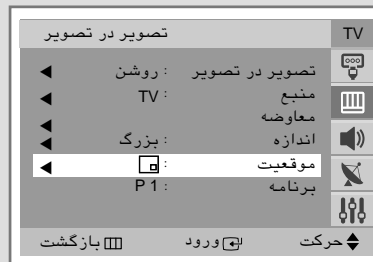 TV تصویر در تصویر
تصویر در تصویر : روشن
منبع : TV
معاوضه
اندازه : بزرگ
موقعیت :
برنامه : P 1
حرکت ورود بازگشت